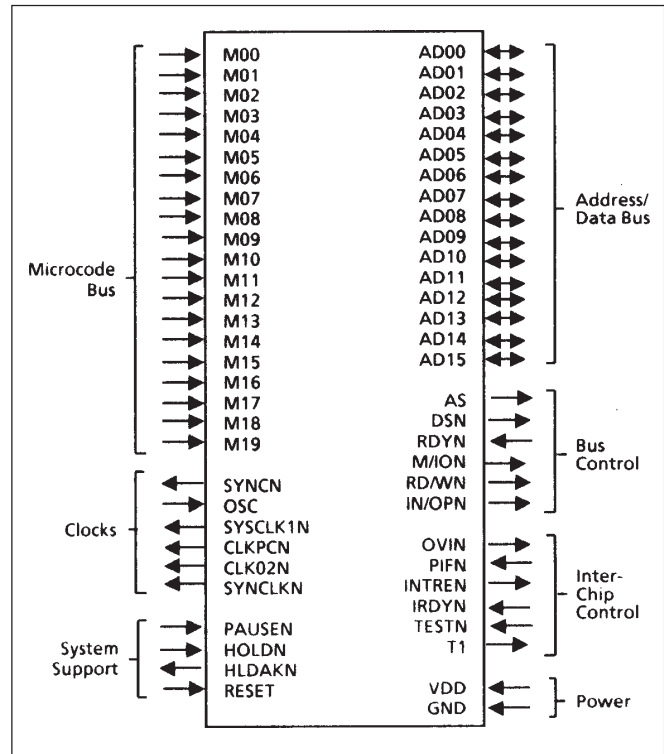 Microcode
Bus
M00
M01
M02
M03
M04
M05
M06
M07
M08
M09
M10
M11
M12
M13
M14
M15
M16
M17
M18
M19
Clocks
SYNCN
OSC
SYSCLK1N
CLKPCN
CLK02N
SYNCLKN
System
Support
PAUSEN
HOLDN
HLDAKN
RESET
AD00
AD01
AD02
AD03
AD04
AD05
AD06
AD07
AD08
AD09
AD10
AD11
AD12
AD13
AD14
AD15
Address/
Data Bus
AS
DSN
RDYN
M/ION
RD/WN
IN/OPN
Bus
Control
OVIN
PIFN
INTREN
IRDYN
TESTN
T1
Inter-
Chip
Control
VDD
GND
Power